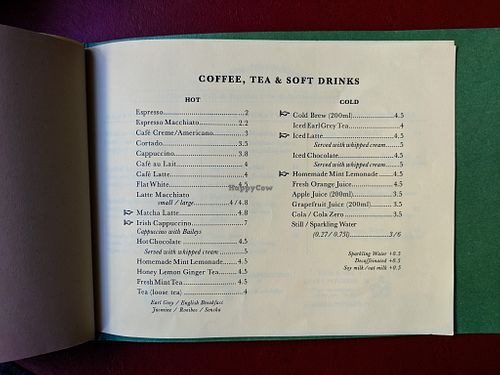 COFFEE, TEA & SOFT DRINKS
HOT
Espresso 2
Espresso Macchiato 2.2
Café Creme/Americano 3
Cortado 3.5
Cappuccino 3.8
Café au Lait 4
Café Latte 4
Flat White
Latte Macchiato
small / large 4 / 4.8
Matcha Latte 4.8
Irish Cappuccino 7
Cappuccino with Baileys
Hot Chocolate 4.5
Served with whipped cream 5
Homemade Mint Lemonade 4.5
Honey Lemon Ginger Tea 4.5
Fresh Mint Tea 4.5
Tea (loose tea) 4
Earl Grey / English Breakfast
Jasmine / Rooibos / Sencha
COLD
Cold Brew (200ml) 4.5
Iced Earl Grey Tea 4
Iced Latte 4.5
Served with whipped cream 5
Iced Chocolate 4.5
Served with whipped cream 5
Homemade Mint Lemonade 4.5
Fresh Orange Juice 4.5
Apple Juice (200ml) 3.5
Grapefruit Juice (200ml) 3.5
Cola / Cola Zero 3.5
Still / Sparkling Water
(0.27 / 0.75l) 3/6
Sparkling Water +0.5
Decaffeinated +0.5
Soy milk/oat milk +0.5
HappyCow